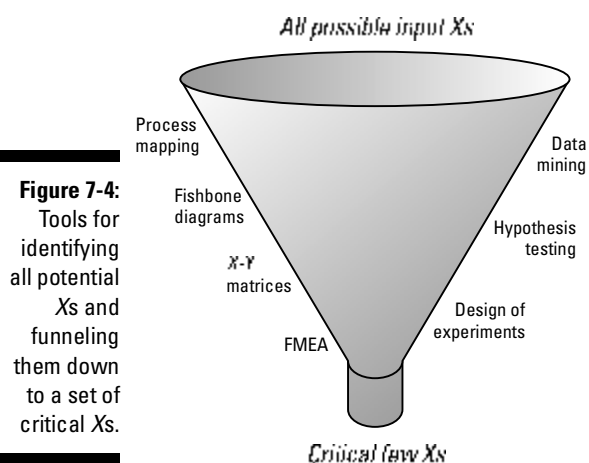 All possible input Xs
Process
mapping
Fishbone
diagrams
X-Y
matrices
FMEA
Data
mining
Hypothesis
testing
Design of
experiments
Critical few Xs
Figure 7-4:
Tools for
identifying
all potential
Xs and
funneling
them down
to a set of
critical Xs.